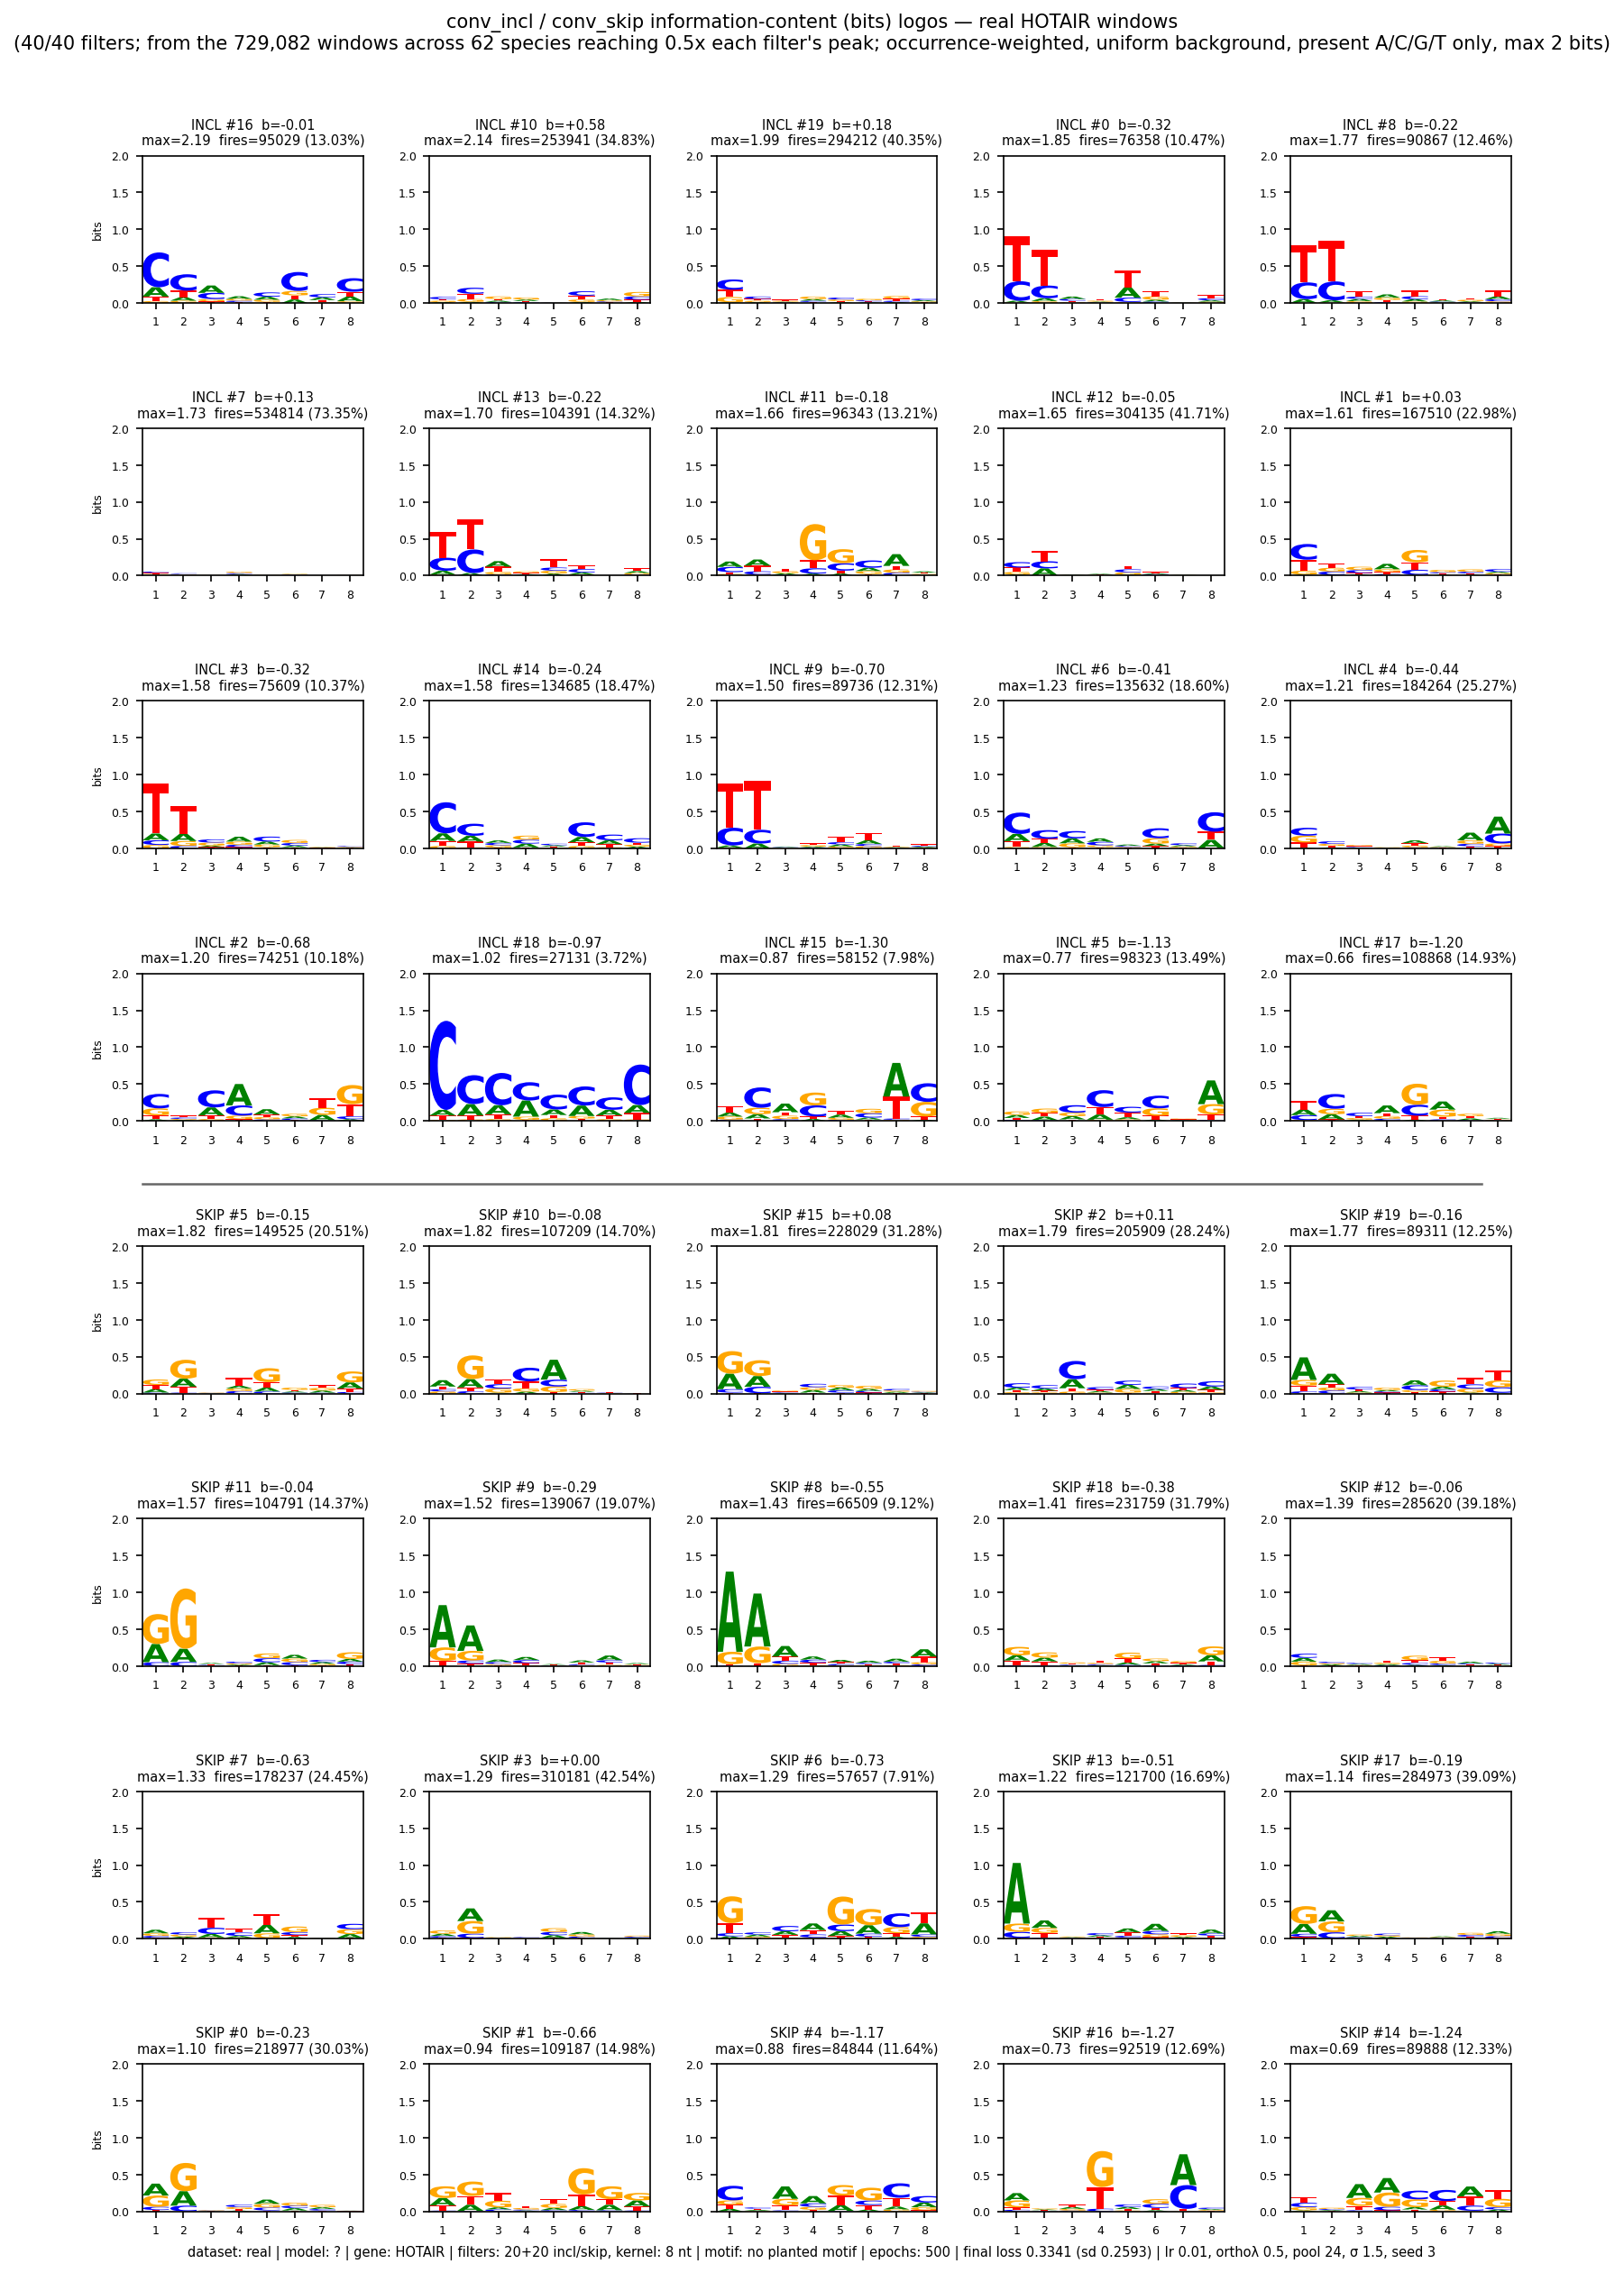 conv_incl / conv_skip information-content (bits) logos — real HOTAIR windows
(40/40 filters; from the 729,082 windows across 62 species reaching 0.5x each filter's peak; occurrence-weighted, uniform background, present A/C/G/T only, max 2 bits)
INCL #16 b=-0.01
max=2.19 fires=95029 (13.03%)
INCL #10 b=+0.58
max=2.14 fires=253941 (34.83%)
INCL #19 b=+0.18
max=1.99 fires=294212 (40.35%)
INCL #0 b=-0.32
max=1.85 fires=76358 (10.47%)
INCL #8 b=-0.22
max=1.77 fires=90867 (12.46%)
INCL #7 b=+0.13
max=1.73 fires=534814 (73.35%)
INCL #13 b=-0.22
max=1.70 fires=104391 (14.32%)
INCL #11 b=-0.18
max=1.66 fires=96343 (13.21%)
INCL #12 b=-0.05
max=1.65 fires=304135 (41.71%)
INCL #1 b=+0.03
max=1.61 fires=167510 (22.98%)
INCL #3 b=-0.32
max=1.58 fires=75609 (10.37%)
INCL #14 b=-0.24
max=1.58 fires=134685 (18.47%)
INCL #9 b=-0.70
max=1.50 fires=89736 (12.31%)
INCL #6 b=-0.41
max=1.23 fires=135632 (18.60%)
INCL #4 b=-0.44
max=1.21 fires=184264 (25.27%)
INCL #2 b=-0.68
max=1.20 fires=74251 (10.18%)
INCL #18 b=-0.97
max=1.02 fires=27131 (3.72%)
INCL #15 b=-1.30
max=0.87 fires=58152 (7.98%)
INCL #5 b=-1.13
max=0.77 fires=98323 (13.49%)
INCL #17 b=-1.20
max=0.66 fires=108868 (14.93%)
SKIP #5 b=-0.15
max=1.82 fires=149525 (20.51%)
SKIP #10 b=-0.08
max=1.82 fires=107209 (14.70%)
SKIP #15 b=+0.08
max=1.81 fires=228029 (31.28%)
SKIP #2 b=+0.11
max=1.79 fires=205909 (28.24%)
SKIP #19 b=-0.16
max=1.77 fires=89311 (12.25%)
SKIP #11 b=-0.04
max=1.57 fires=104791 (14.37%)
SKIP #9 b=-0.29
max=1.52 fires=139067 (19.07%)
SKIP #8 b=-0.55
max=1.43 fires=66509 (9.12%)
SKIP #18 b=-0.38
max=1.41 fires=231759 (31.79%)
SKIP #12 b=-0.06
max=1.39 fires=285620 (39.18%)
SKIP #7 b=-0.63
max=1.33 fires=178237 (24.45%)
SKIP #3 b=+0.00
max=1.29 fires=310181 (42.54%)
SKIP #6 b=-0.73
max=1.29 fires=57657 (7.91%)
SKIP #13 b=-0.51
max=1.22 fires=121700 (16.69%)
SKIP #17 b=-0.19
max=1.14 fires=284973 (39.09%)
SKIP #0 b=-0.23
max=1.10 fires=218977 (30.03%)
SKIP #1 b=-0.66
max=0.94 fires=109187 (14.98%)
SKIP #4 b=-1.17
max=0.88 fires=84844 (11.64%)
SKIP #16 b=-1.27
max=0.73 fires=92519 (12.69%)
SKIP #14 b=-1.24
max=0.69 fires=89888 (12.33%)
dataset: real | model: ? | gene: HOTAIR | filters: 20+20 incl/skip, kernel: 8 nt | motif: no planted motif | epochs: 500 | final loss 0.3341 (sd 0.2593) | lr 0.01, orthoλ 0.5, pool 24, σ 1.5, seed 3